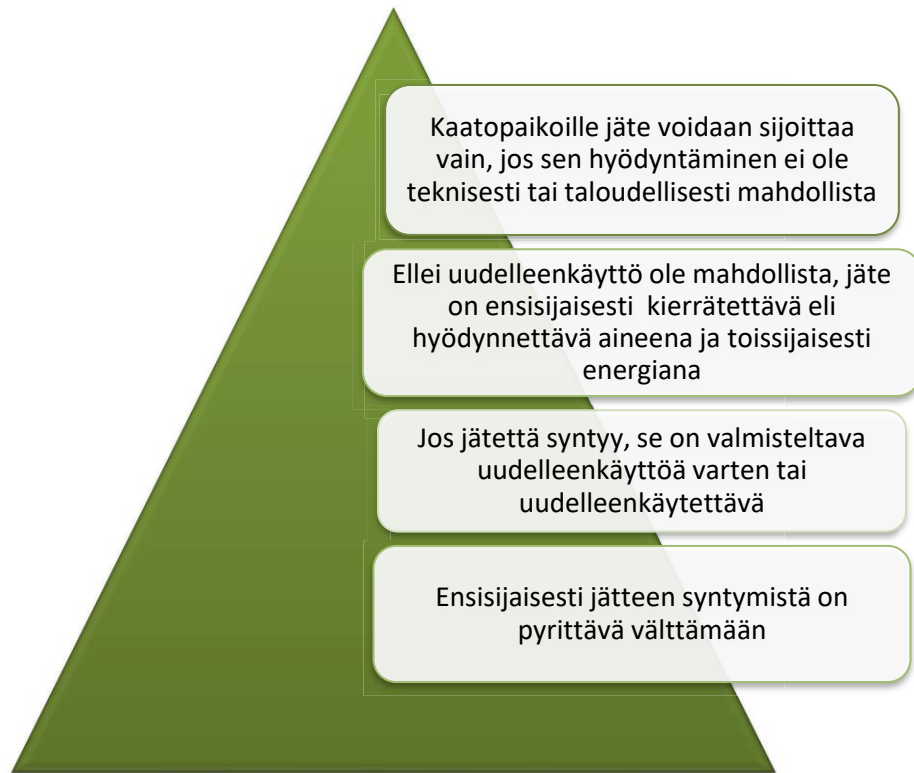 Kaatopaikoille jäte voidaan sijoittaa
vain, jos sen hyödyntäminen ei ole
teknisesti tai taloudellisesti mahdollista
Ellei uudelleenkäyttö ole mahdollista, jäte
on ensisijaisesti kierrätettävä eli
hyödynnettävä aineena ja toissijaisesti
energiana
Jos jätettä syntyy, se on valmisteltava
uudelleenkäyttöä varten tai
uudelleenkäytettävä
Ensisijaisesti jätteen syntymistä on
pyrittävä välttämään